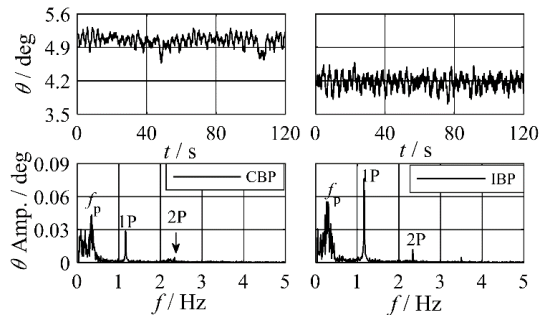 θ / deg
5.6
4.9
4.2
3.5
0 40 80 120
t / s
0 40 80 120
t / s
θ Amp. / deg
0.09
0.06
0.03
0
CBP
fp
1P
2P
0 1 2 3 4 5
f / Hz
IBP
fp
1P
2P
0 1 2 3 4 5
f / Hz